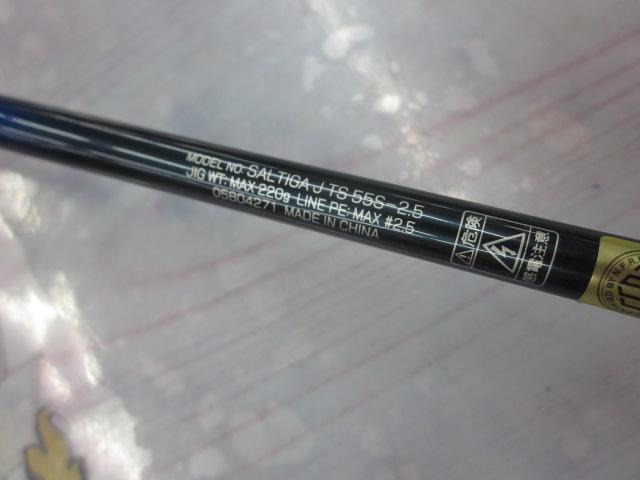 MODEL NO: SALTIGA J TS 55S-2.5
JIG WT: MAX 220g LINE PE: MAX #2.5
05804271 MADE IN CHINA
危険
感電注意